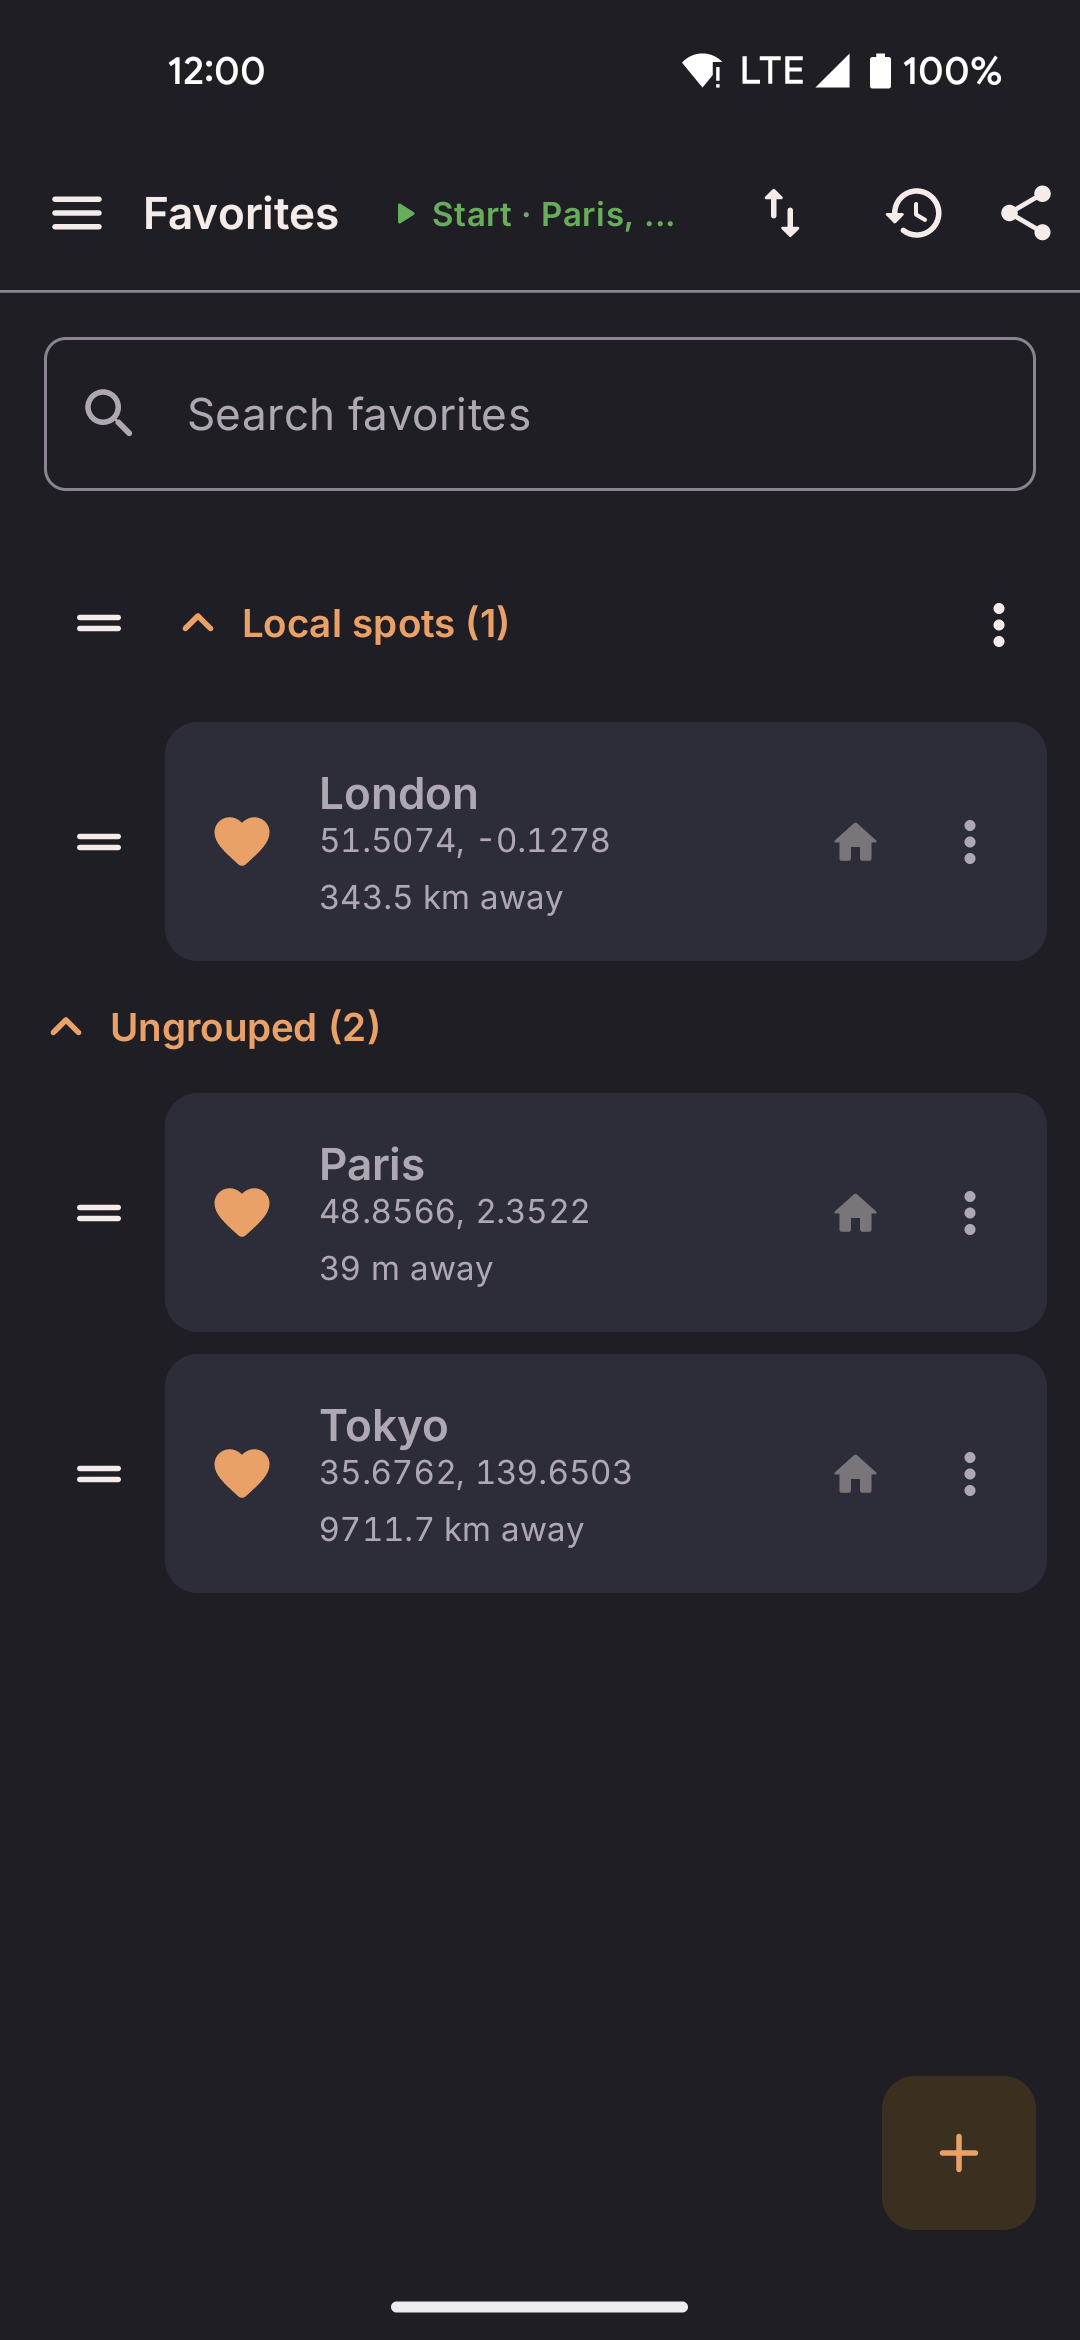 12:00 LTE 100%
Favorites Start · Paris, ...
Search favorites
Local spots (1)
London
51.5074, -0.1278
343.5 km away
Ungrouped (2)
Paris
48.8566, 2.3522
39 m away
Tokyo
35.6762, 139.6503
9711.7 km away